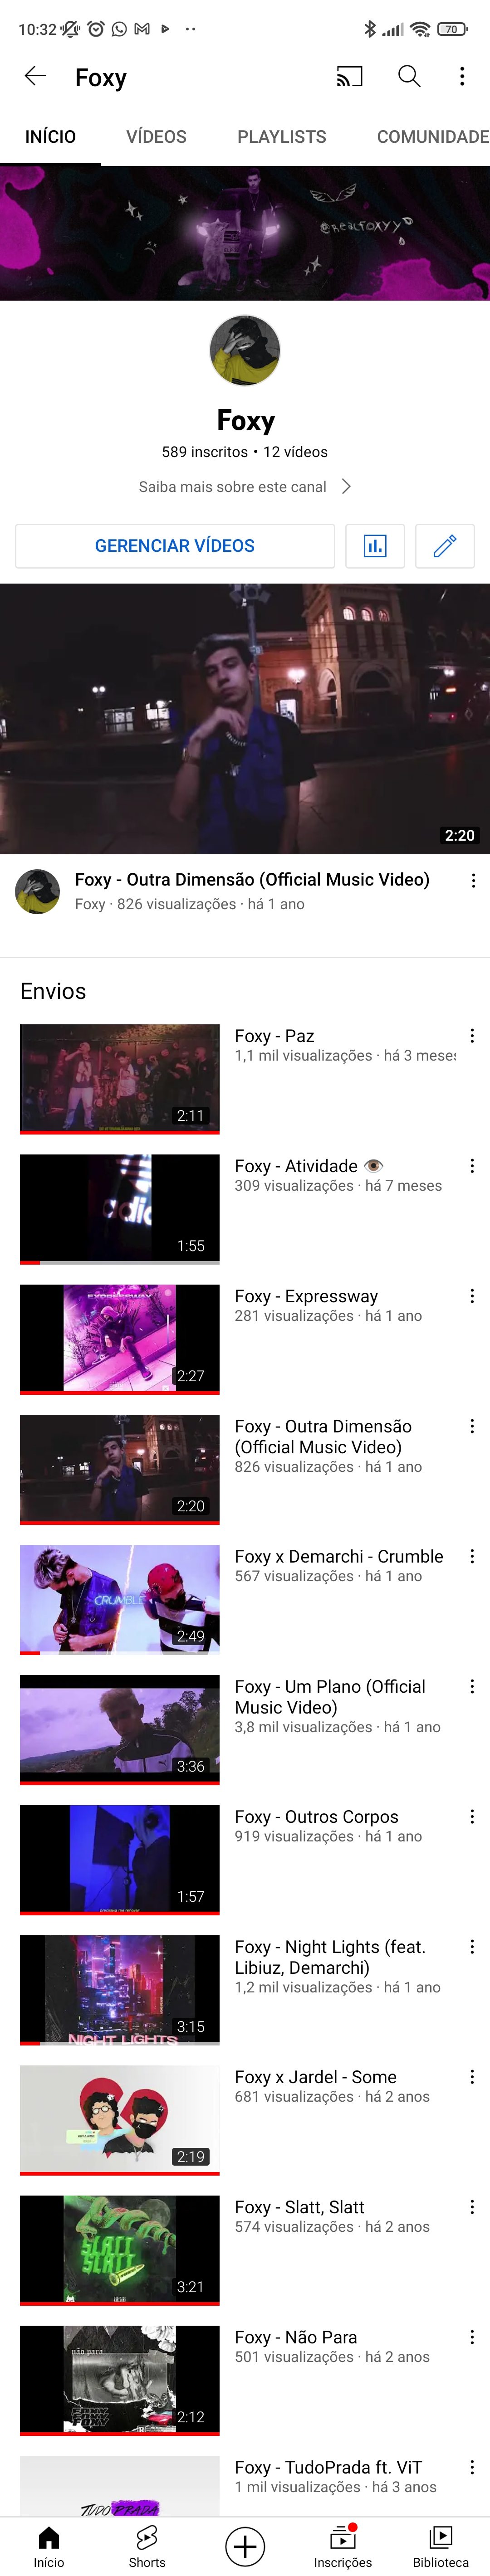 10:32
70
Foxy
INÍCIO VÍDEOS PLAYLISTS COMUNIDADE
@realfoxyy
Foxy
589 inscritos • 12 vídeos
Saiba mais sobre este canal
GERENCIAR VÍDEOS
2:20
Foxy - Outra Dimensão (Official Music Video)
Foxy · 826 visualizações · há 1 ano
Envios
Foxy - Paz
1,1 mil visualizações · há 3 meses
2:11
Foxy - Atividade 👁️
309 visualizações · há 7 meses
adic
1:55
EXPRESSWAY
Foxy - Expressway
281 visualizações · há 1 ano
2:27
Foxy - Outra Dimensão
(Official Music Video)
826 visualizações · há 1 ano
2:20
Foxy x Demarchi - Crumble
567 visualizações · há 1 ano
CRUMBLE
2:49
Foxy - Um Plano (Official
Music Video)
3,8 mil visualizações · há 1 ano
3:36
Foxy - Outros Corpos
919 visualizações · há 1 ano
1:57
Foxy - Night Lights (feat.
Libiuz, Demarchi)
1,2 mil visualizações · há 1 ano
3:15
NIGHT LIGHTS
Foxy x Jardel - Some
681 visualizações · há 2 anos
2:19
Foxy - Slatt, Slatt
574 visualizações · há 2 anos
SLATT
SLATT
3:21
Foxy - Não Para
501 visualizações · há 2 anos
não para
FOXY
FOXY
2:12
Foxy - TudoPrada ft. ViT
1 mil visualizações · há 3 anos
TUDO PRADA
Início Shorts Inscrições Biblioteca